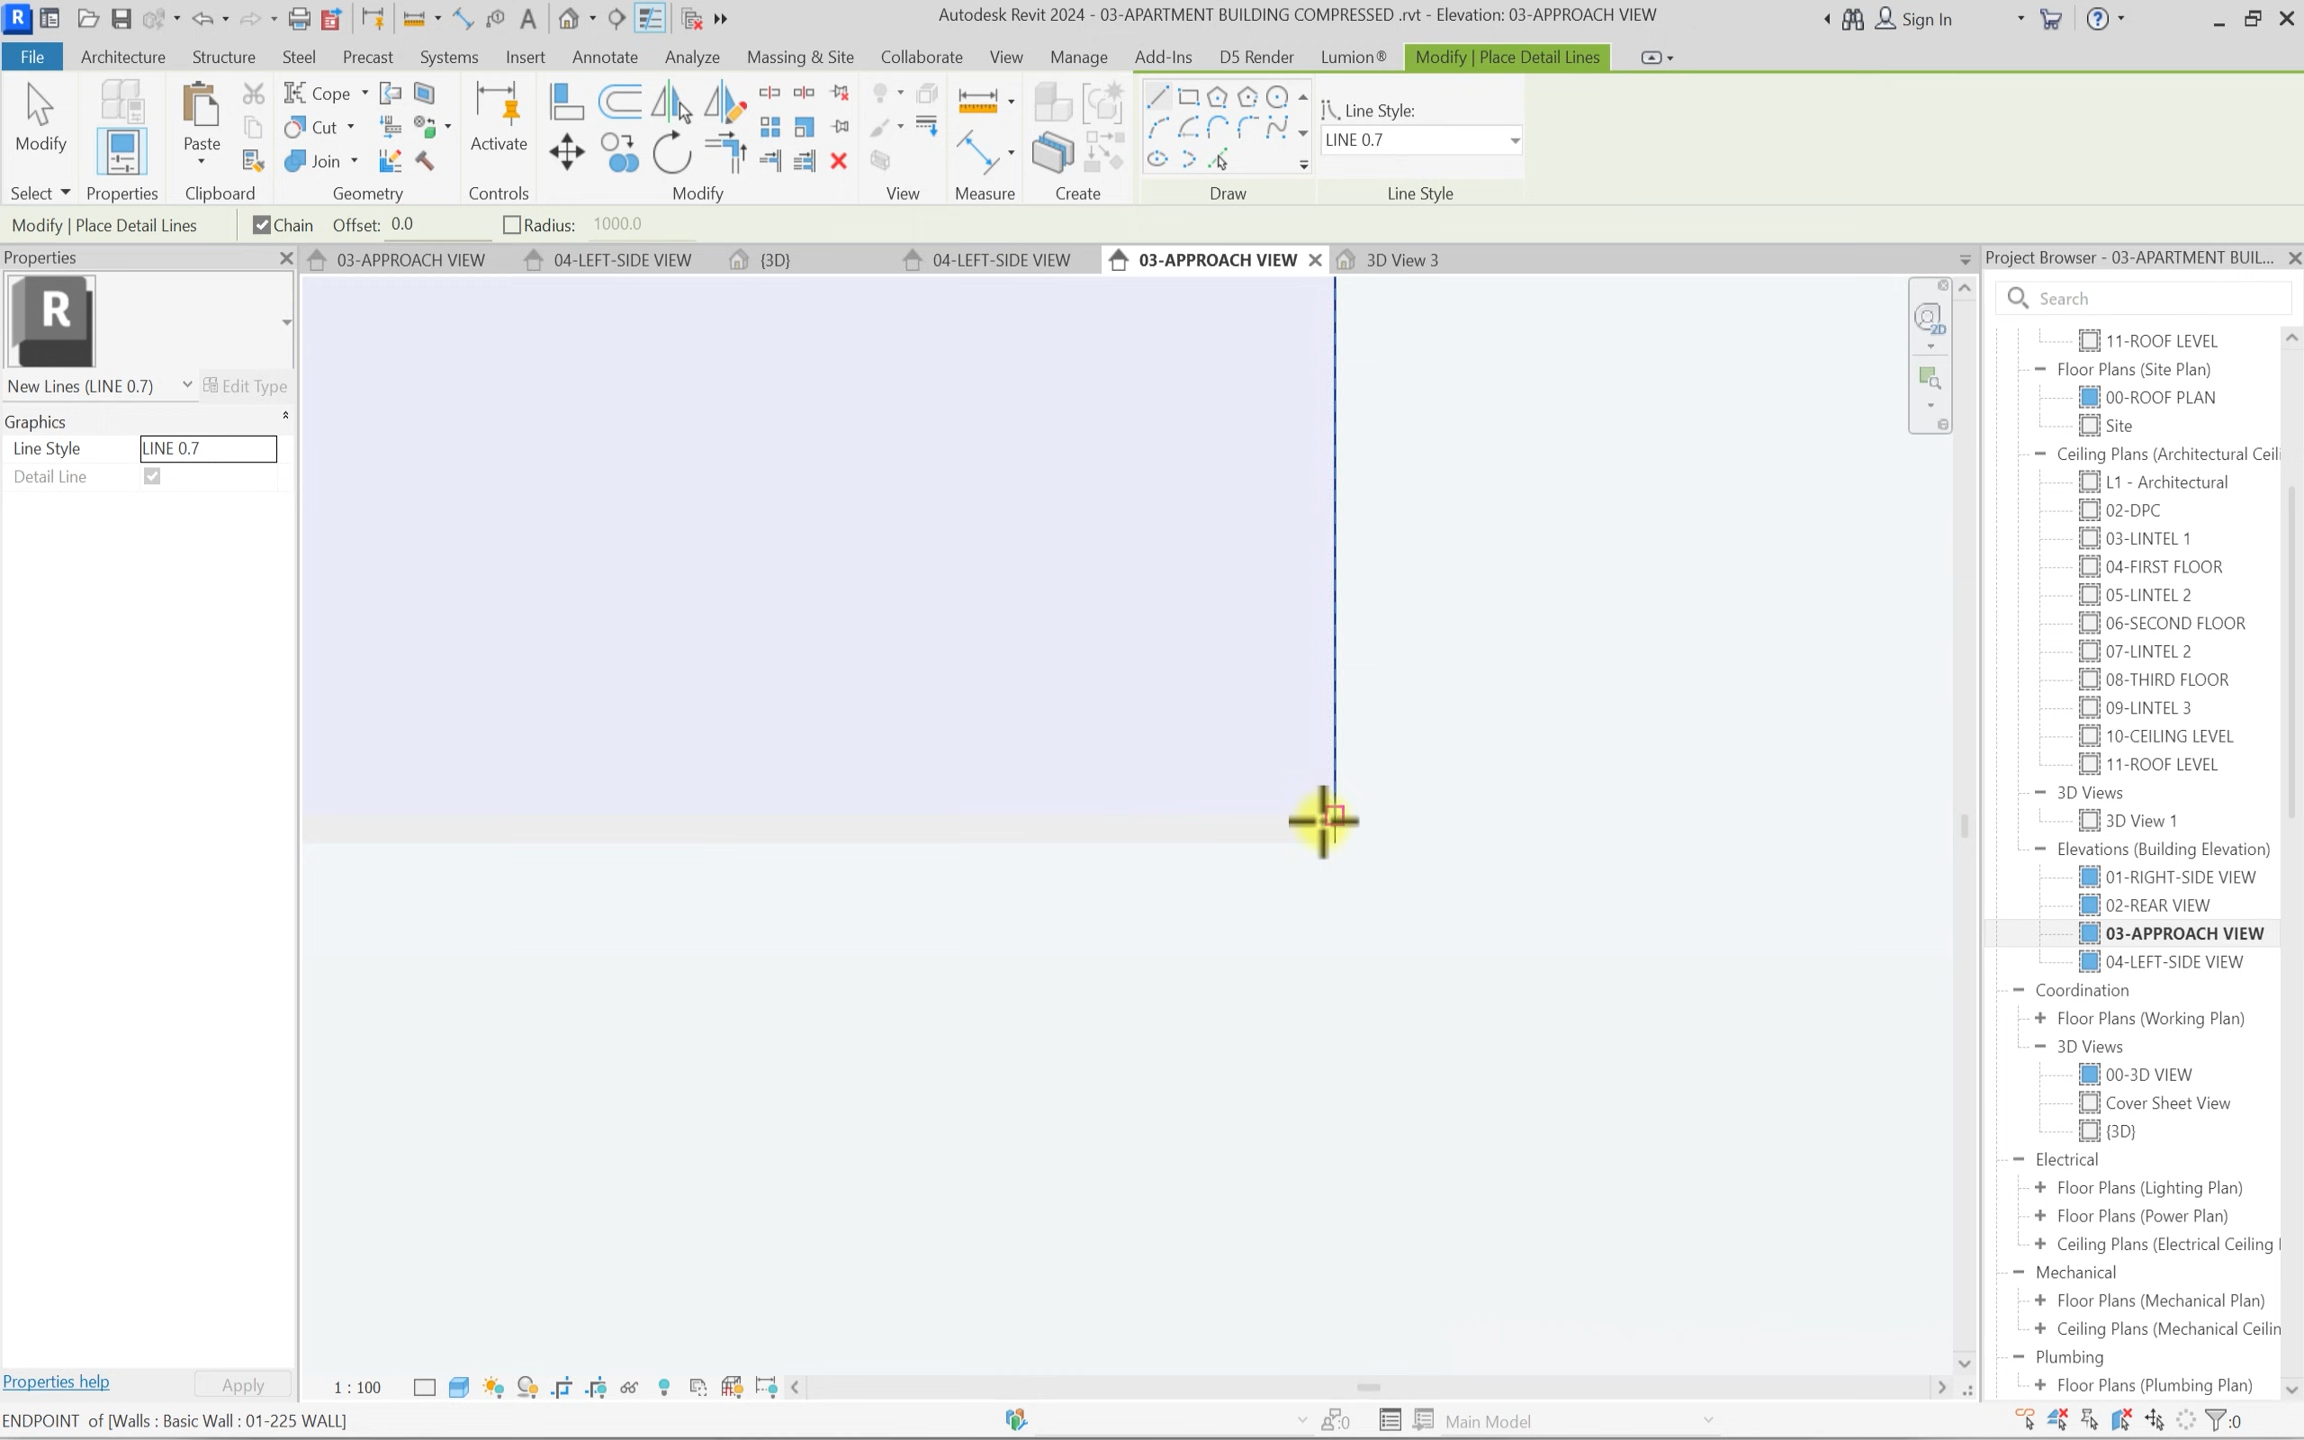 Autodesk Revit 2024 - 03-APARTMENT BUILDING COMPRESSED .rvt - Elevation: 03-APPROACH VIEW
Sign In
File Architecture Structure Steel Precast Systems Insert Annotate Analyze Massing & Site Collaborate View Manage Add-Ins D5 Render Lumion® Modify | Place Detail Lines
Modify
Paste
Cope
Cut
Join
Activate
Line Style:
LINE 0.7
Select Properties Clipboard Geometry Controls Modify View Measure Create Draw Line Style
Modify | Place Detail Lines Chain Offset: 0.0 Radius: 1000.0
Properties
03-APPROACH VIEW 04-LEFT-SIDE VIEW {3D} 04-LEFT-SIDE VIEW 03-APPROACH VIEW 3D View 3
Project Browser - 03-APARTMENT BUIL...
R
2D
New Lines (LINE 0.7) Edit Type
Graphics
Line Style LINE 0.7
Detail Line
Search
11-ROOF LEVEL
Floor Plans (Site Plan)
00-ROOF PLAN
Site
Ceiling Plans (Architectural Ceili
L1 - Architectural
02-DPC
03-LINTEL 1
04-FIRST FLOOR
05-LINTEL 2
06-SECOND FLOOR
07-LINTEL 2
08-THIRD FLOOR
09-LINTEL 3
10-CEILING LEVEL
11-ROOF LEVEL
3D Views
3D View 1
Elevations (Building Elevation)
01-RIGHT-SIDE VIEW
02-REAR VIEW
03-APPROACH VIEW
04-LEFT-SIDE VIEW
Coordination
Floor Plans (Working Plan)
3D Views
00-3D VIEW
Cover Sheet View
{3D}
Electrical
Floor Plans (Lighting Plan)
Floor Plans (Power Plan)
Ceiling Plans (Electrical Ceiling
Mechanical
Floor Plans (Mechanical Plan)
Ceiling Plans (Mechanical Ceilin
Plumbing
Floor Plans (Plumbing Plan)
Properties help Apply
1 : 100
ENDPOINT of [Walls : Basic Wall : 01-225 WALL]
:0
Main Model
:0